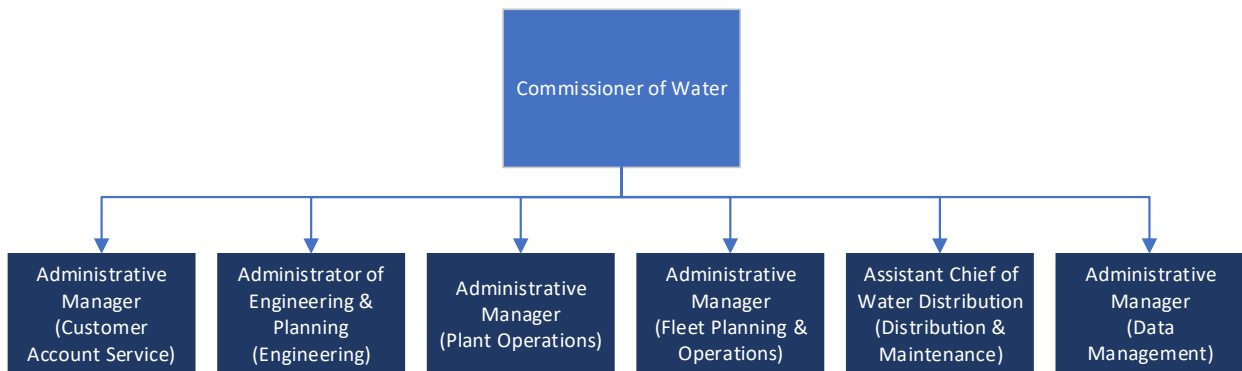 Commissioner of Water
Administrative
Manager
(Customer
Account Service)
Administrator of
Engineering &
Planning
(Engineering)
Administrative
Manager
(Plant Operations)
Administrative
Manager
(Fleet Planning &
Operations)
Assistant Chief of
Water Distribution
(Distribution &
Maintenance)
Administrative
Manager
(Data
Management)